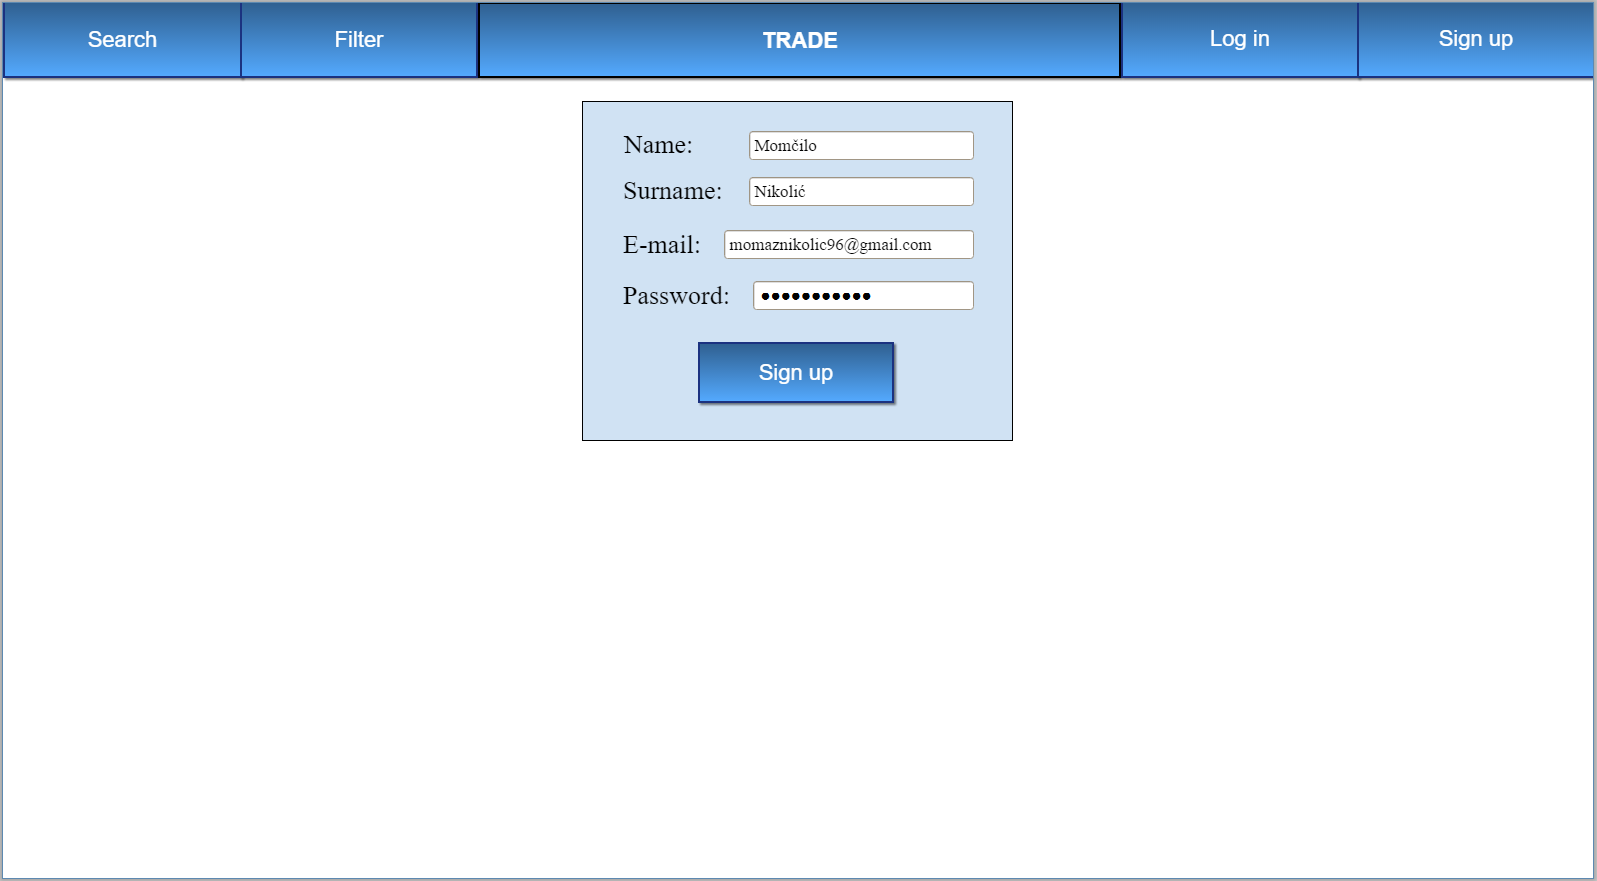 Search Filter TRADE Log in Sign up
Name: Momčilo
Surname: Nikolić
E-mail: momaznikolic96@gmail.com
Password: ●●●●●●●●●●●
Sign up